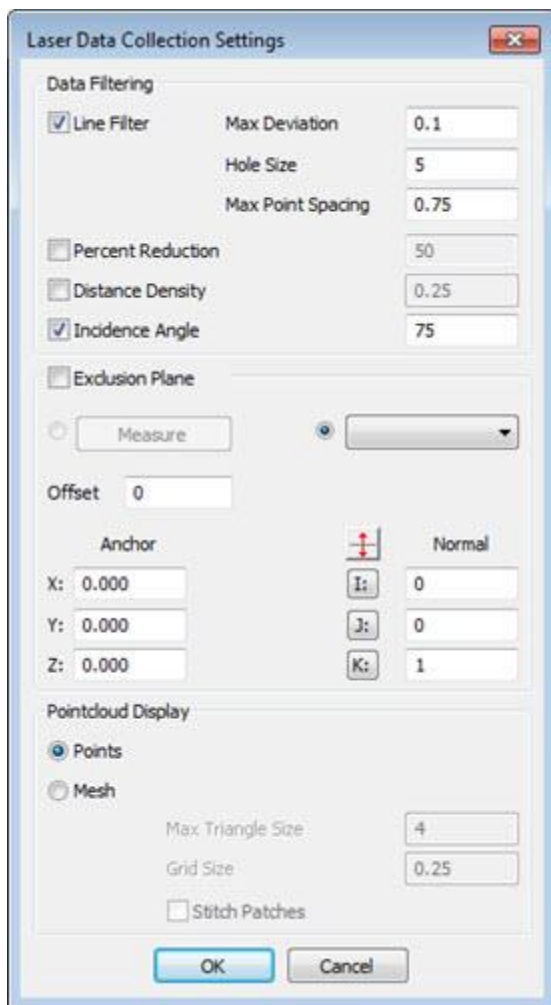 Laser Data Collection Settings
Data Filtering
Line Filter Max Deviation 0.1
Hole Size 5
Max Point Spacing 0.75
Percent Reduction 50
Distance Density 0.25
Incidence Angle 75
Exclusion Plane
Measure
Offset 0
Anchor Normal
X: 0.000 I: 0
Y: 0.000 J: 0
Z: 0.000 K: 1
Pointcloud Display
Points
Mesh
Max Triangle Size 4
Grid Size 0.25
Stitch Patches
OK Cancel